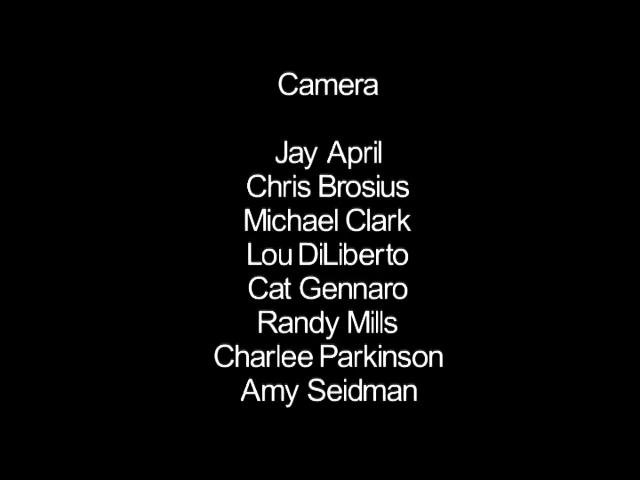 Camera
Jay April
Chris Brosius
Michael Clark
Lou DiLiberto
Cat Gennaro
Randy Mills
Charlee Parkinson
Amy Seidman